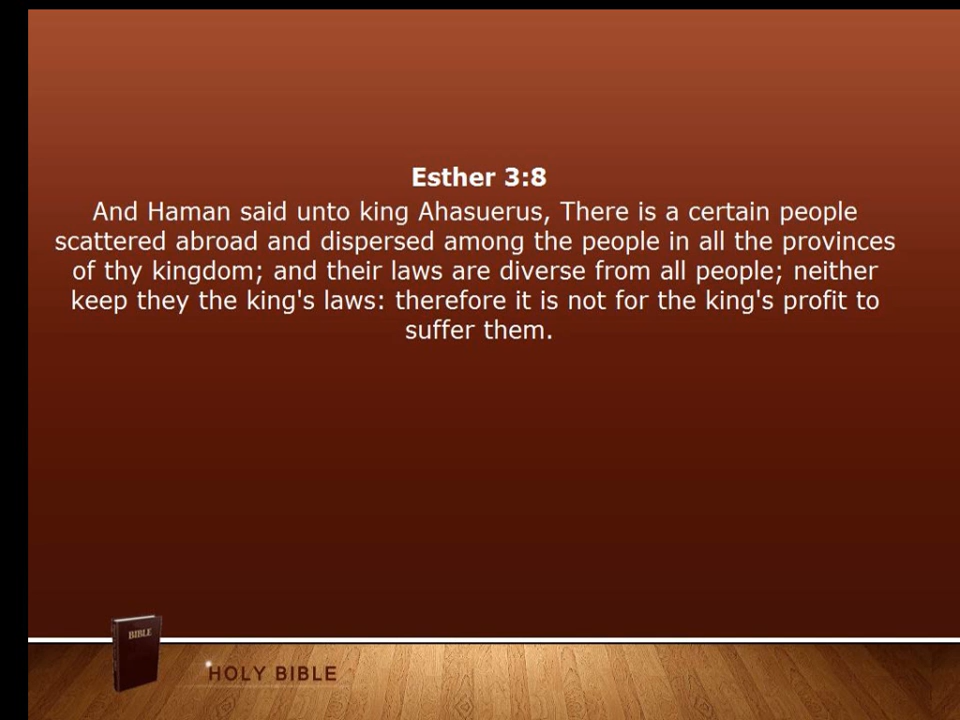 Esther 3:8
And Haman said unto king Ahasuerus, There is a certain people
scattered abroad and dispersed among the people in all the provinces
of thy kingdom; and their laws are diverse from all people; neither
keep they the king's laws: therefore it is not for the king's profit to
suffer them.
BIBLE
HOLY BIBLE